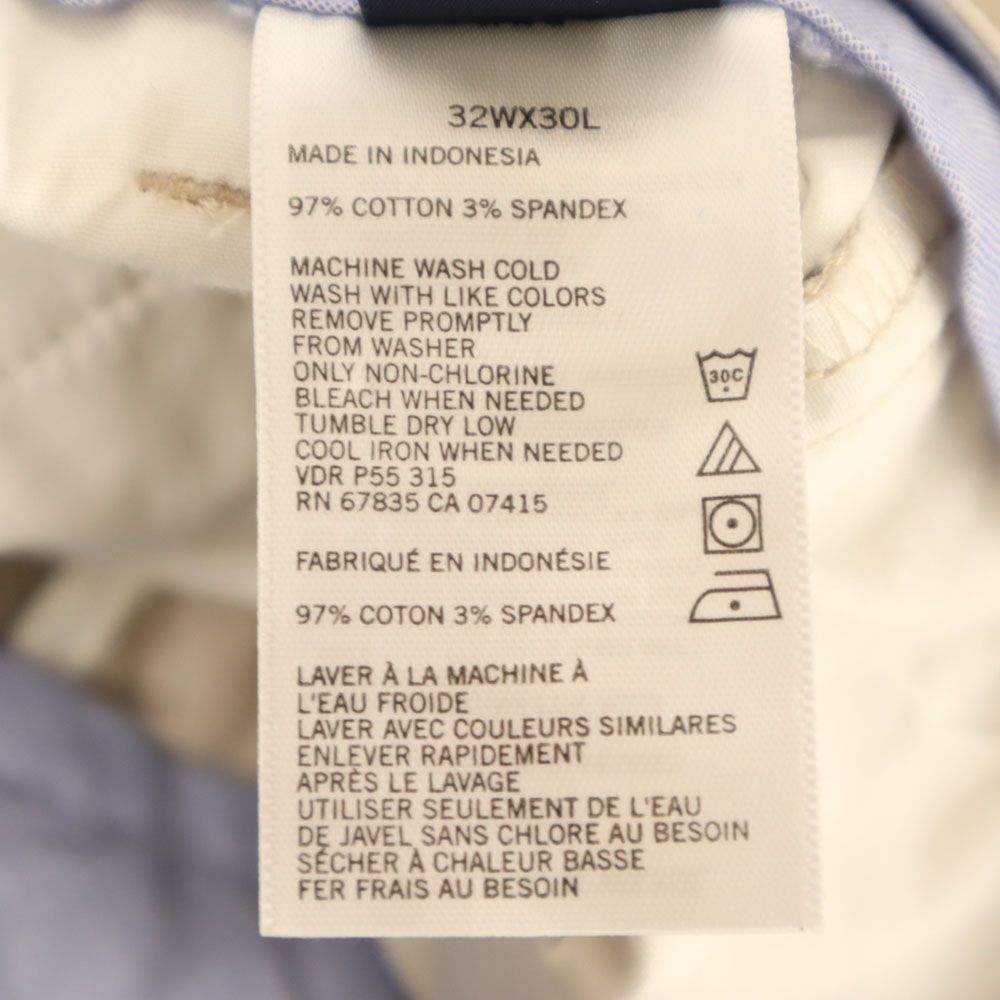 32WX30L
MADE IN INDONESIA
97% COTTON 3% SPANDEX
MACHINE WASH COLD
WASH WITH LIKE COLORS
REMOVE PROMPTLY
FROM WASHER
ONLY NON-CHLORINE
BLEACH WHEN NEEDED
TUMBLE DRY LOW
COOL IRON WHEN NEEDED
VDR P55 315
RN 67835 CA 07415
30C
FABRIQUÉ EN INDONÉSIE
97% COTON 3% SPANDEX
LAVER À LA MACHINE À
L'EAU FROIDE
LAVER AVEC COULEURS SIMILARES
ENLEVER RAPIDEMENT
APRÈS LE LAVAGE
UTILISER SEULEMENT DE L'EAU
DE JAVEL SANS CHLORE AU BESOIN
SÉCHER À CHALEUR BASSE
FER FRAIS AU BESOIN